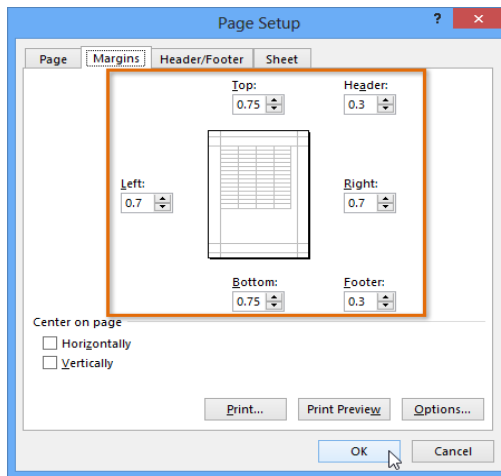 Page Setup ? ×
Page Margins Header/Footer Sheet
Top: Header:
0.75 0.3
Left: Right:
0.7 0.7
Bottom: Footer:
0.75 0.3
Center on page
Horizontally
Vertically
Print... Print Preview Options...
OK Cancel